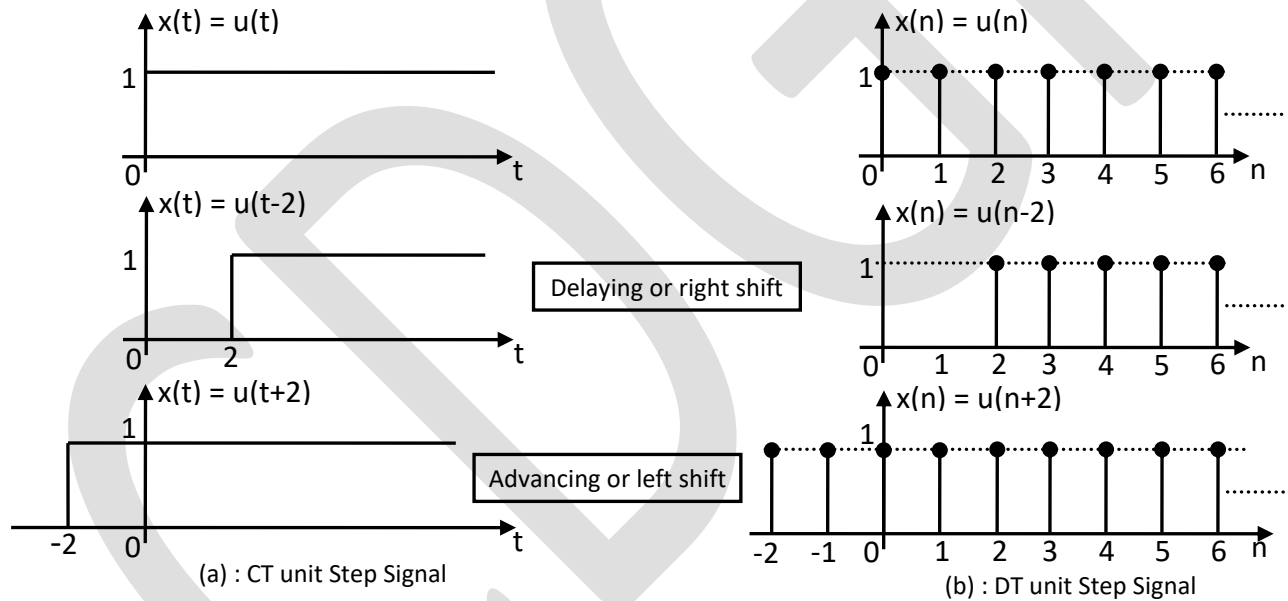 x(t) = u(t)
1
0
t
x(n) = u(n)
1
0 1 2 3 4 5 6 n
..........
x(t) = u(t-2)
1
0 2 t
Delaying or right shift
x(n) = u(n-2)
1
0 1 2 3 4 5 6 n
..........
x(t) = u(t+2)
1
-2 0 t
Advancing or left shift
x(n) = u(n+2)
1
-2 -1 0 1 2 3 4 5 6 n
..........
(a) : CT unit Step Signal
(b) : DT unit Step Signal